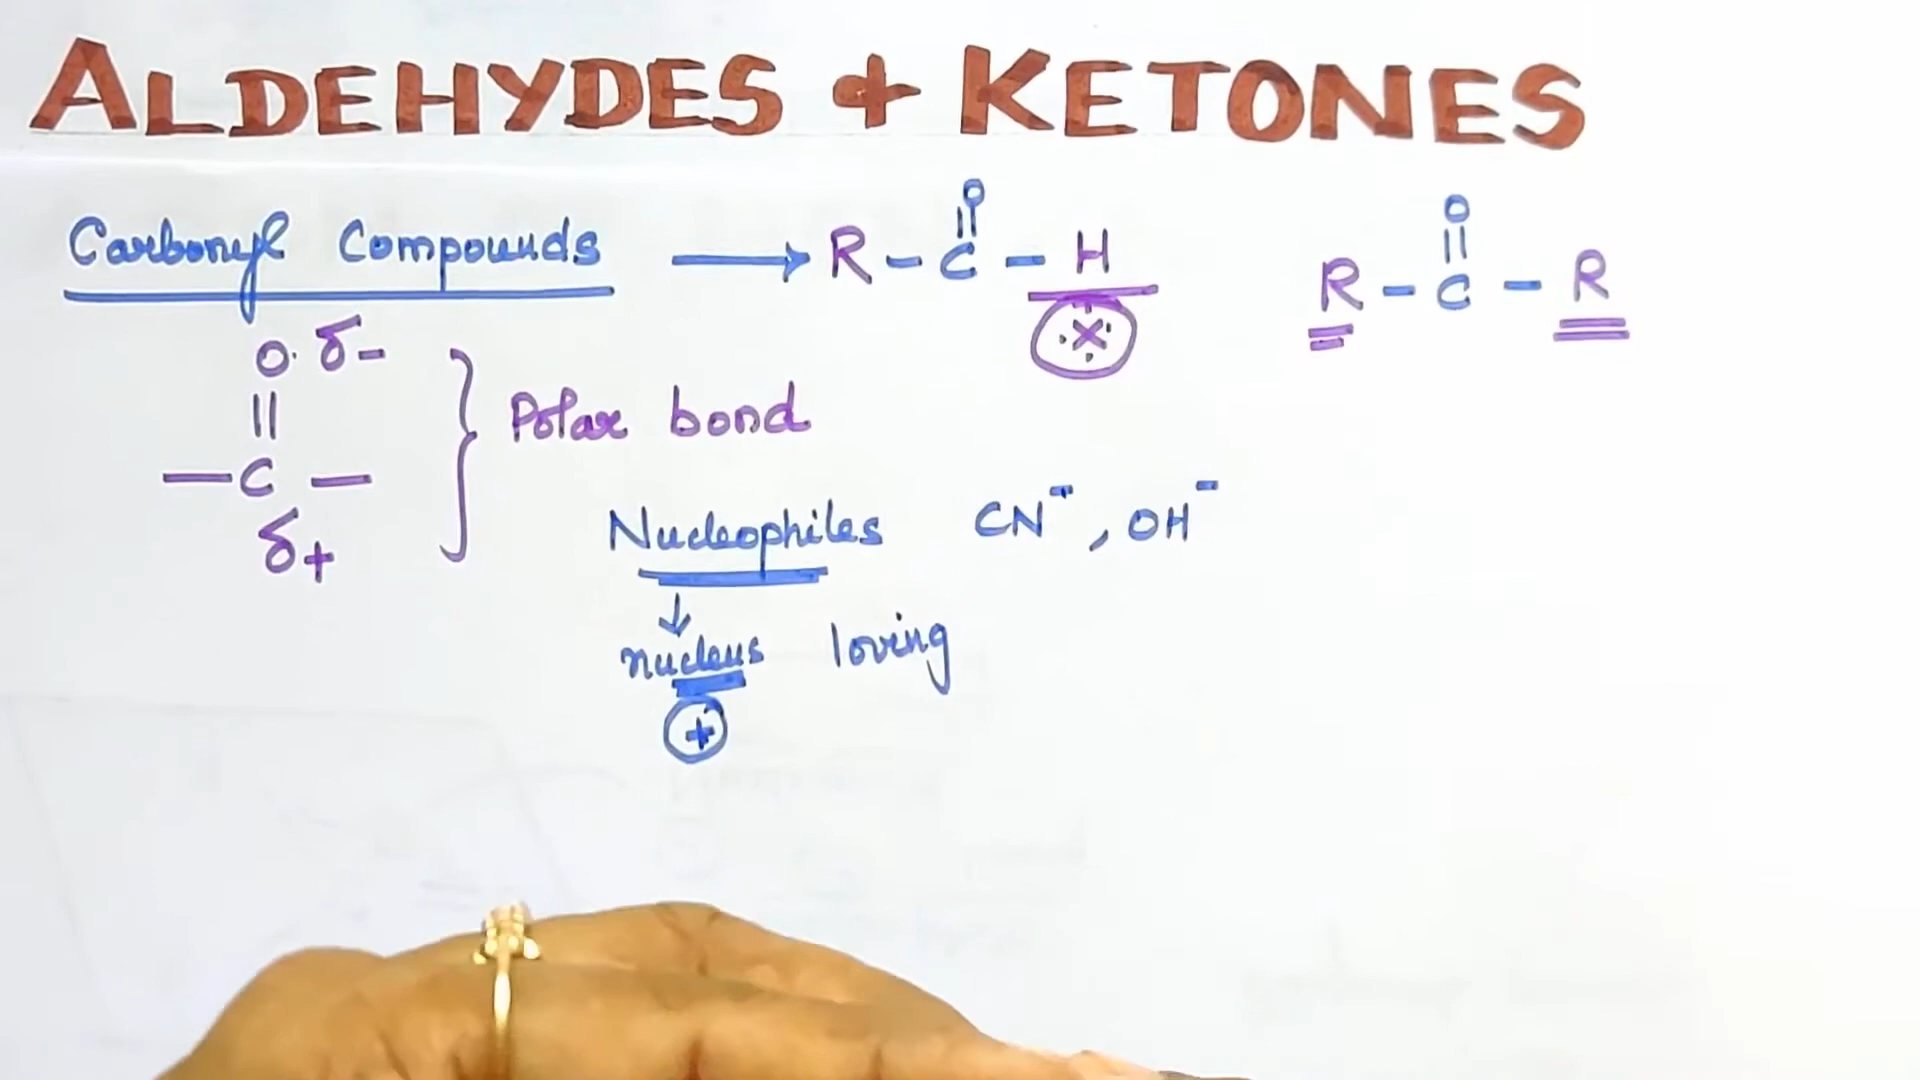 ALDEHYDES + KETONES
Carbonyl Compounds → R - C - H
O
||
X
R - C - R
O
||
O δ-
||
- C -
δ+
} Polar bond
Nucleophiles CN⁻, OH⁻
↓
nucleus loving
+